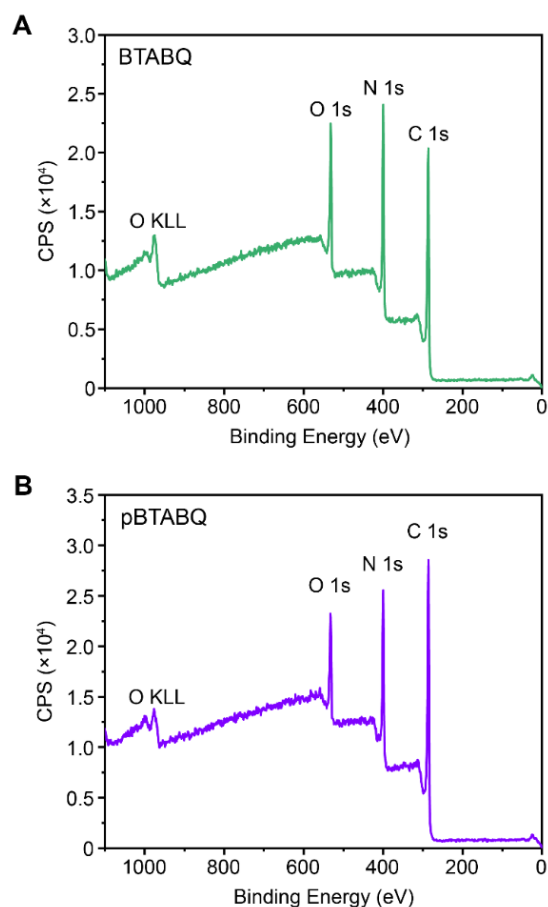 A
BTABQ
3.0
2.5
2.0
1.5
1.0
0.5
0
CPS (×10⁴)
O KLL
O 1s
N 1s
C 1s
1000 800 600 400 200 0
Binding Energy (eV)
B
pBTABQ
3.5
3.0
2.5
2.0
1.5
1.0
0.5
0
CPS (×10⁴)
O KLL
O 1s
N 1s
C 1s
1000 800 600 400 200 0
Binding Energy (eV)